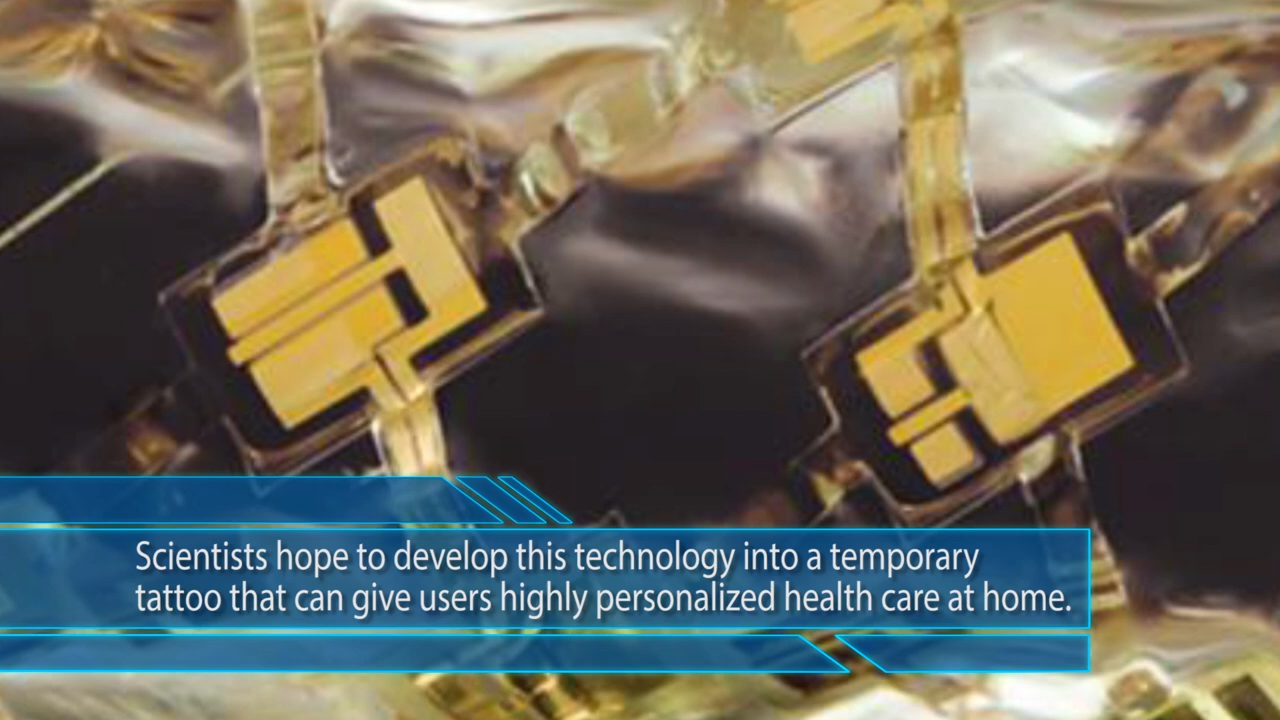 Scientists hope to develop this technology into a temporary
tattoo that can give users highly personalized health care at home.